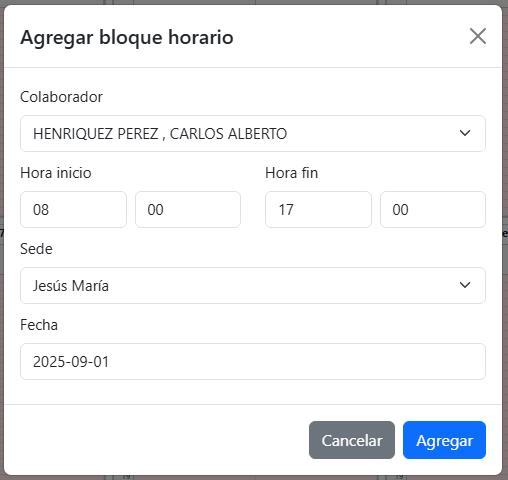 Agregar bloque horario
Colaborador
HENRIQUEZ PEREZ , CARLOS ALBERTO
Hora inicio Hora fin
08 00 17 00
Sede
Jesús María
Fecha
2025-09-01
Cancelar Agregar